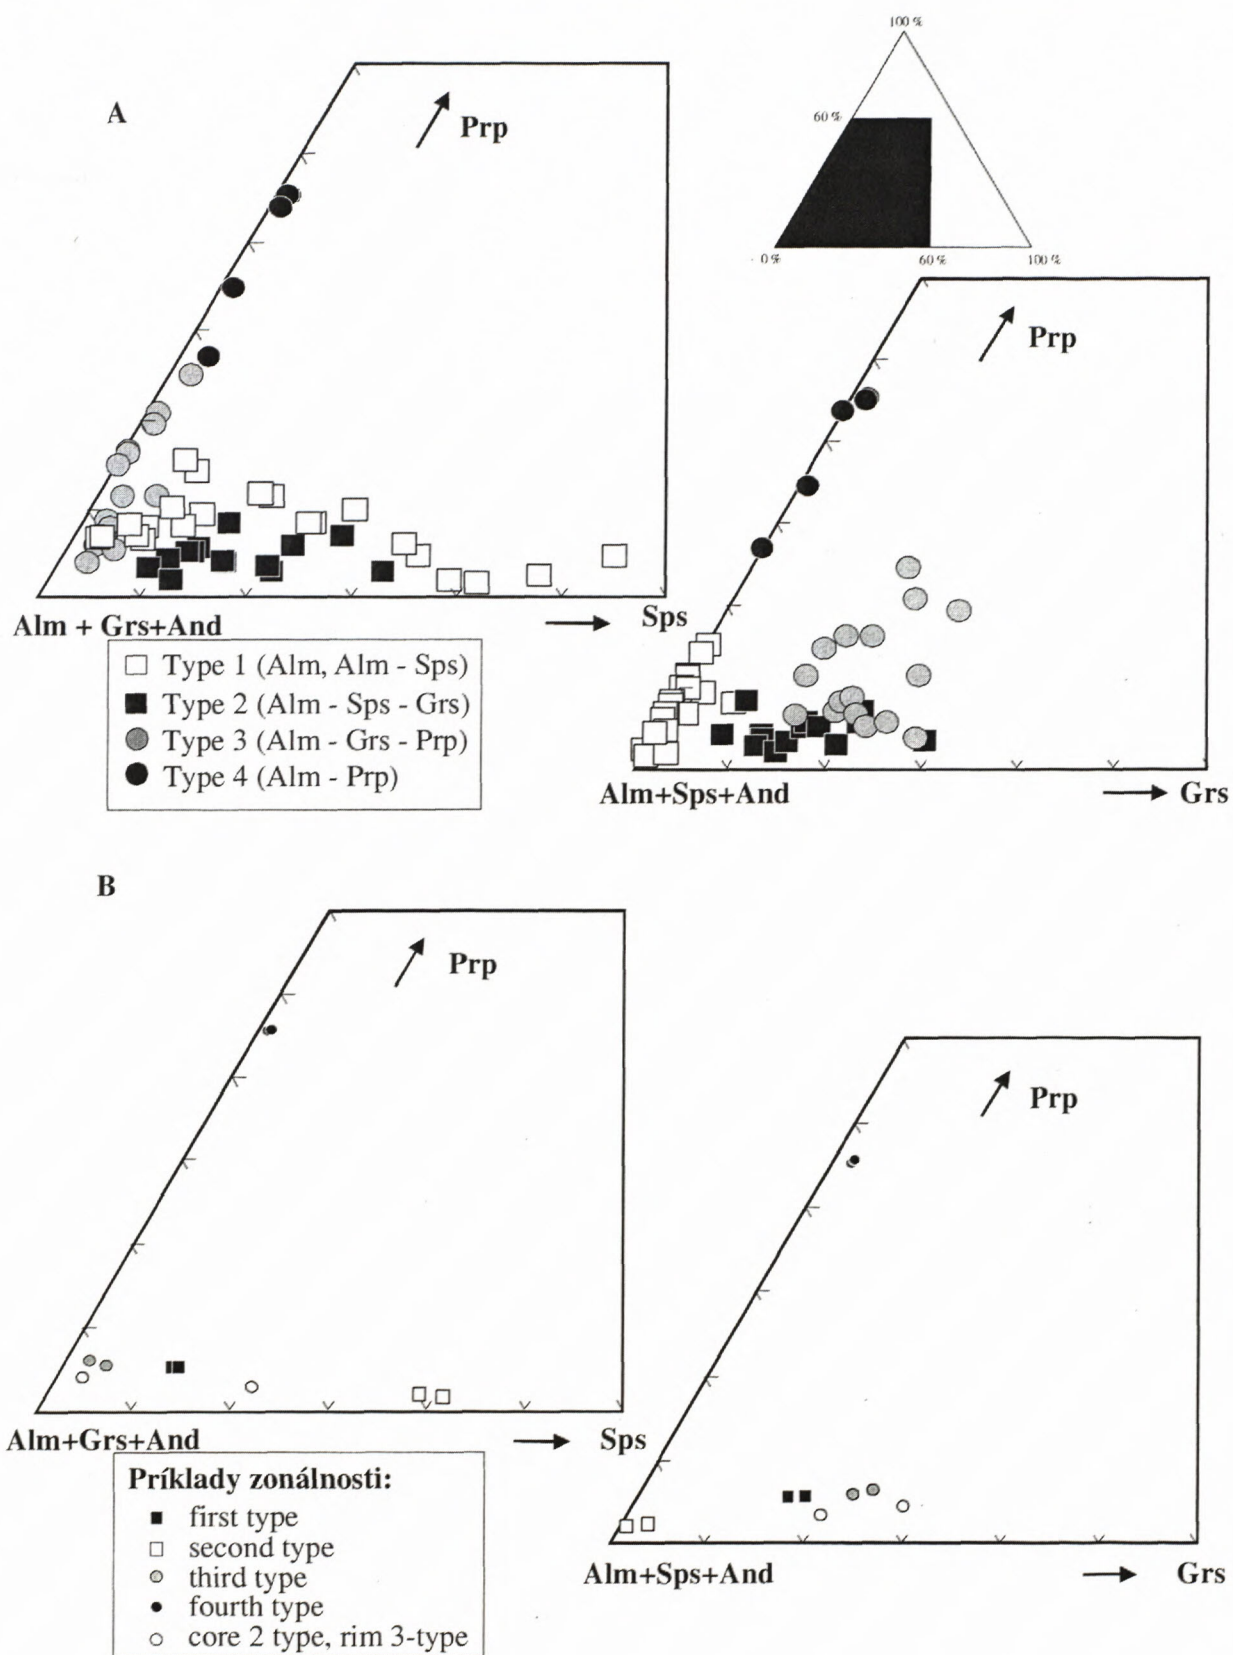 100 %
A
Prp
60 %
0 %
60 %
100 %
Prp
Alm + Grs+And
Sps
Type 1 (Alm, Alm - Sps)
Type 2 (Alm - Sps - Grs)
Type 3 (Alm - Grs - Prp)
Type 4 (Alm - Prp)
Alm+Sps+And
Grs
B
Prp
Prp
Alm+Grs+And
Sps
Príklady zonálnosti:
first type
second type
third type
fourth type
core 2 type, rim 3-type
Alm+Sps+And
Grs